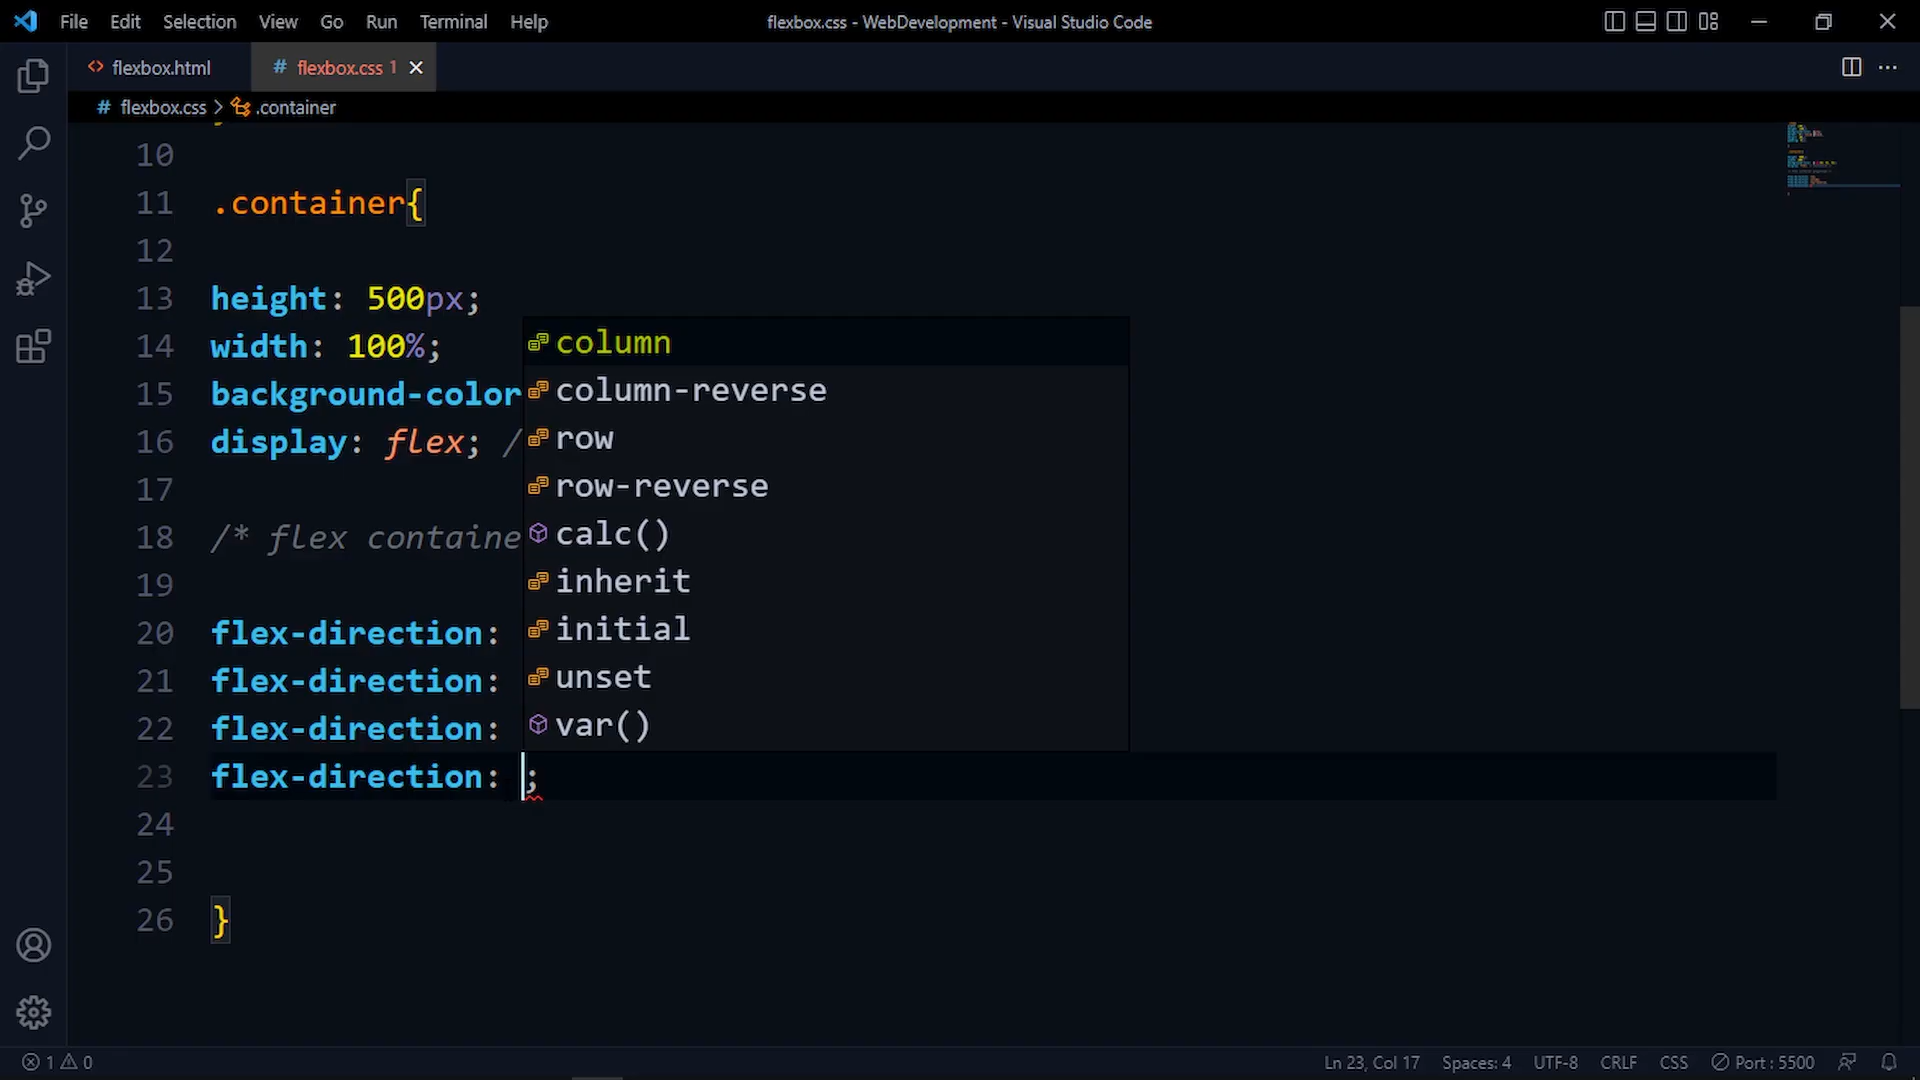 File Edit Selection View Go Run Terminal Help
flexbox.css - WebDevelopment - Visual Studio Code
flexbox.html
# flexbox.css 1
# flexbox.css > .container
10
11 .container{
12
13 height: 500px;
14 width: 100%;
15 background-color
16 display: flex; /
17
18 /* flex containe
19
20 flex-direction:
21 flex-direction:
22 flex-direction:
23 flex-direction: ;
24
25
26 }
column
column-reverse
row
row-reverse
calc()
inherit
initial
unset
var()
1 0
Ln 23, Col 17 Spaces: 4 UTF-8 CRLF CSS Port : 5500